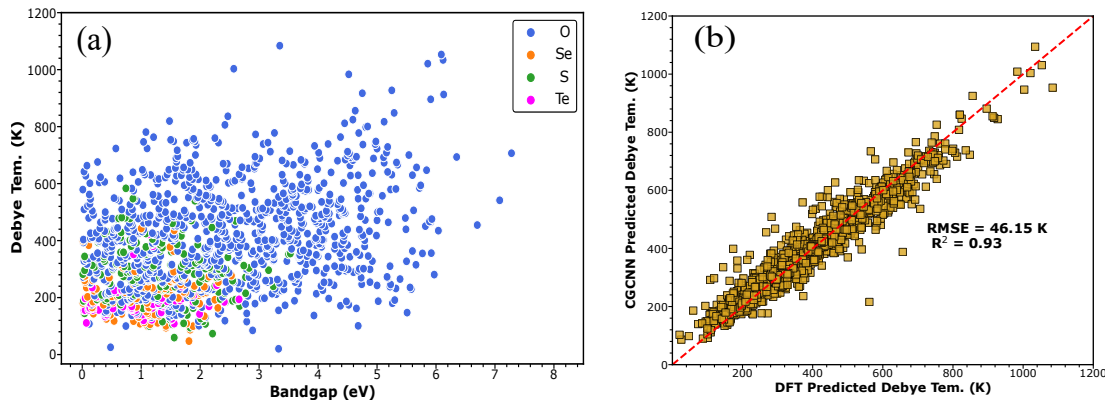 (a)
O
Se
S
Te
1200
1000
800
600
400
200
0
Debye Tem. (K)
0 1 2 3 4 5 6 7 8
Bandgap (eV)
(b)
1200
1000
800
600
400
200
0
CGCNN Predicted Debye Tem. (K)
RMSE = 46.15 K
R² = 0.93
200 400 600 800 1000 1200
DFT Predicted Debye Tem. (K)